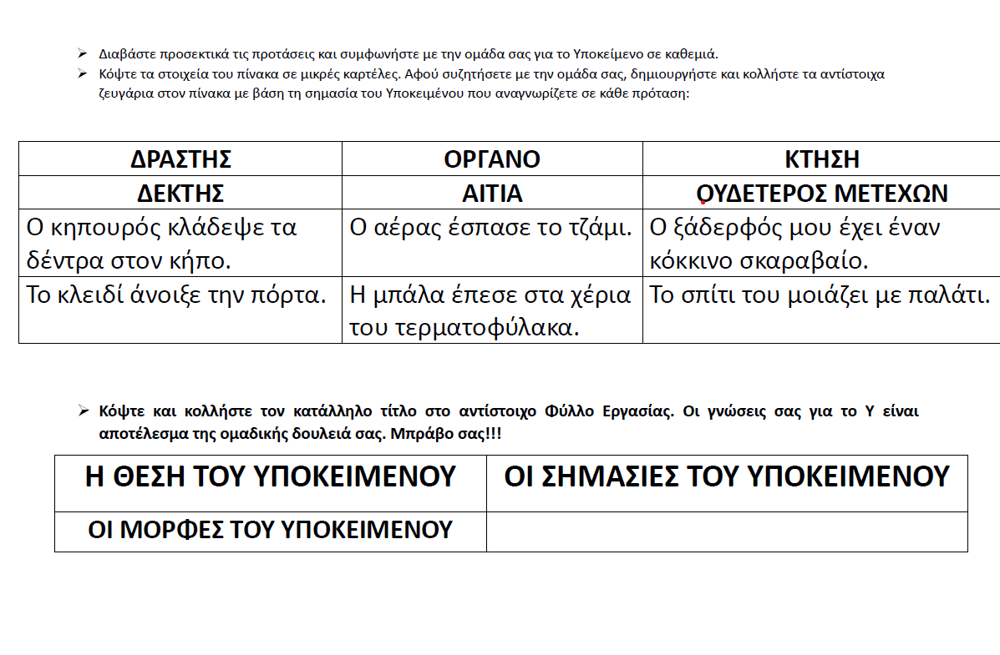 ➢ Διαβάστε προσεκτικά τις προτάσεις και συμφωνήστε με την ομάδα σας για το Υποκείμενο σε καθεμιά.
➢ Κόψτε τα στοιχεία του πίνακα σε μικρές καρτέλες. Αφού συζητήσετε με την ομάδα σας, δημιουργήστε και κολλήστε τα αντίστοιχα
ζευγάρια στον πίνακα με βάση τη σημασία του Υποκειμένου που αναγνωρίζετε σε κάθε πρόταση:
ΔΡΑΣΤΗΣ ΟΡΓΑΝΟ ΚΤΗΣΗ
ΔΕΚΤΗΣ ΑΙΤΙΑ ΟΥΔΕΤΕΡΟΣ ΜΕΤΕΧΩΝ
Ο κηπουρός κλάδεψε τα
δέντρα στον κήπο.
Ο αέρας έσπασε το τζάμι.
Ο ξάδερφός μου έχει έναν
κόκκινο σκαραβαίο.
Το κλειδί άνοιξε την πόρτα.
Η μπάλα έπεσε στα χέρια
του τερματοφύλακα.
Το σπίτι του μοιάζει με παλάτι.
➢ Κόψτε και κολλήστε τον κατάλληλο τίτλο στο αντίστοιχο Φύλλο Εργασίας. Οι γνώσεις σας για το Υ είναι
αποτέλεσμα της ομαδικής δουλειά σας. Μπράβο σας!!!
Η ΘΕΣΗ ΤΟΥ ΥΠΟΚΕΙΜΕΝΟΥ ΟΙ ΣΗΜΑΣΙΕΣ ΤΟΥ ΥΠΟΚΕΙΜΕΝΟΥ
ΟΙ ΜΟΡΦΕΣ ΤΟΥ ΥΠΟΚΕΙΜΕΝΟΥ